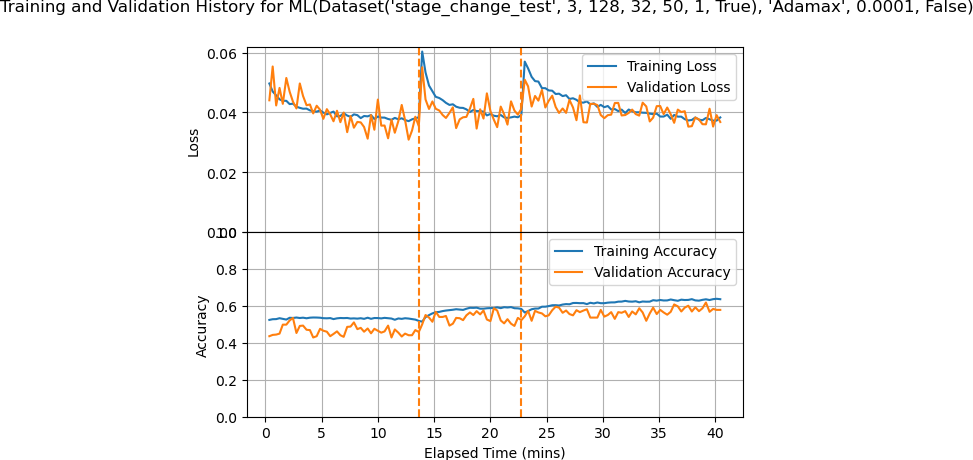 Training and Validation History for ML(Dataset('stage_change_test', 3, 128, 32, 50, 1, True), 'Adamax', 0.0001, False)
0.06
Training Loss
Validation Loss
0.04
Loss
0.02
0.00
1.0
Training Accuracy
Validation Accuracy
0.8
0.6
Accuracy
0.4
0.2
0.0
0 5 10 15 20 25 30 35 40
Elapsed Time (mins)